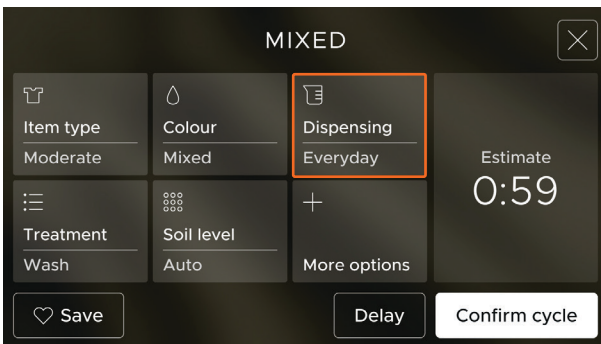 MIXED
Item type
Moderate
Colour
Mixed
Dispensing
Everyday
Estimate
0:59
Treatment
Wash
Soil level
Auto
More options
Save
Delay
Confirm cycle